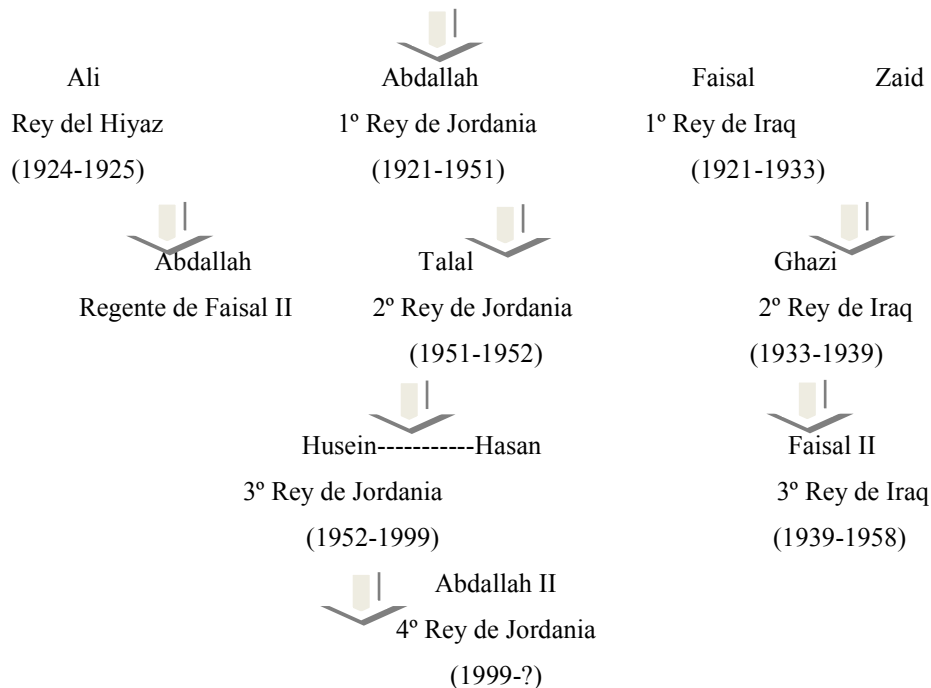 Ali Abdallah Faisal Zaid
Rey del Hiyaz 1º Rey de Jordania 1º Rey de Iraq
(1924-1925) (1921-1951) (1921-1933)
Abdallah Talal Ghazi
Regente de Faisal II 2º Rey de Jordania 2º Rey de Iraq
(1951-1952) (1933-1939)
Husein-----------Hasan Faisal II
3º Rey de Jordania 3º Rey de Iraq
(1952-1999) (1939-1958)
Abdallah II
4º Rey de Jordania
(1999-?)